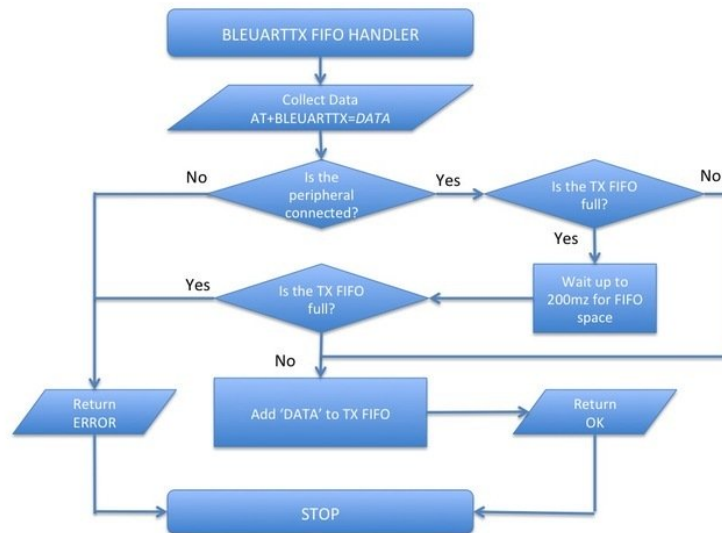 BLEUARTTX FIFO HANDLER
Collect Data
AT+BLEUARTTX=DATA
No
Is the
peripheral
connected?
Yes
Is the TX FIFO
full?
No
Yes
Yes
Is the TX FIFO
full?
Wait up to
200mz for FIFO
space
No
Return
ERROR
Add ‘DATA’ to TX FIFO
Return
OK
STOP